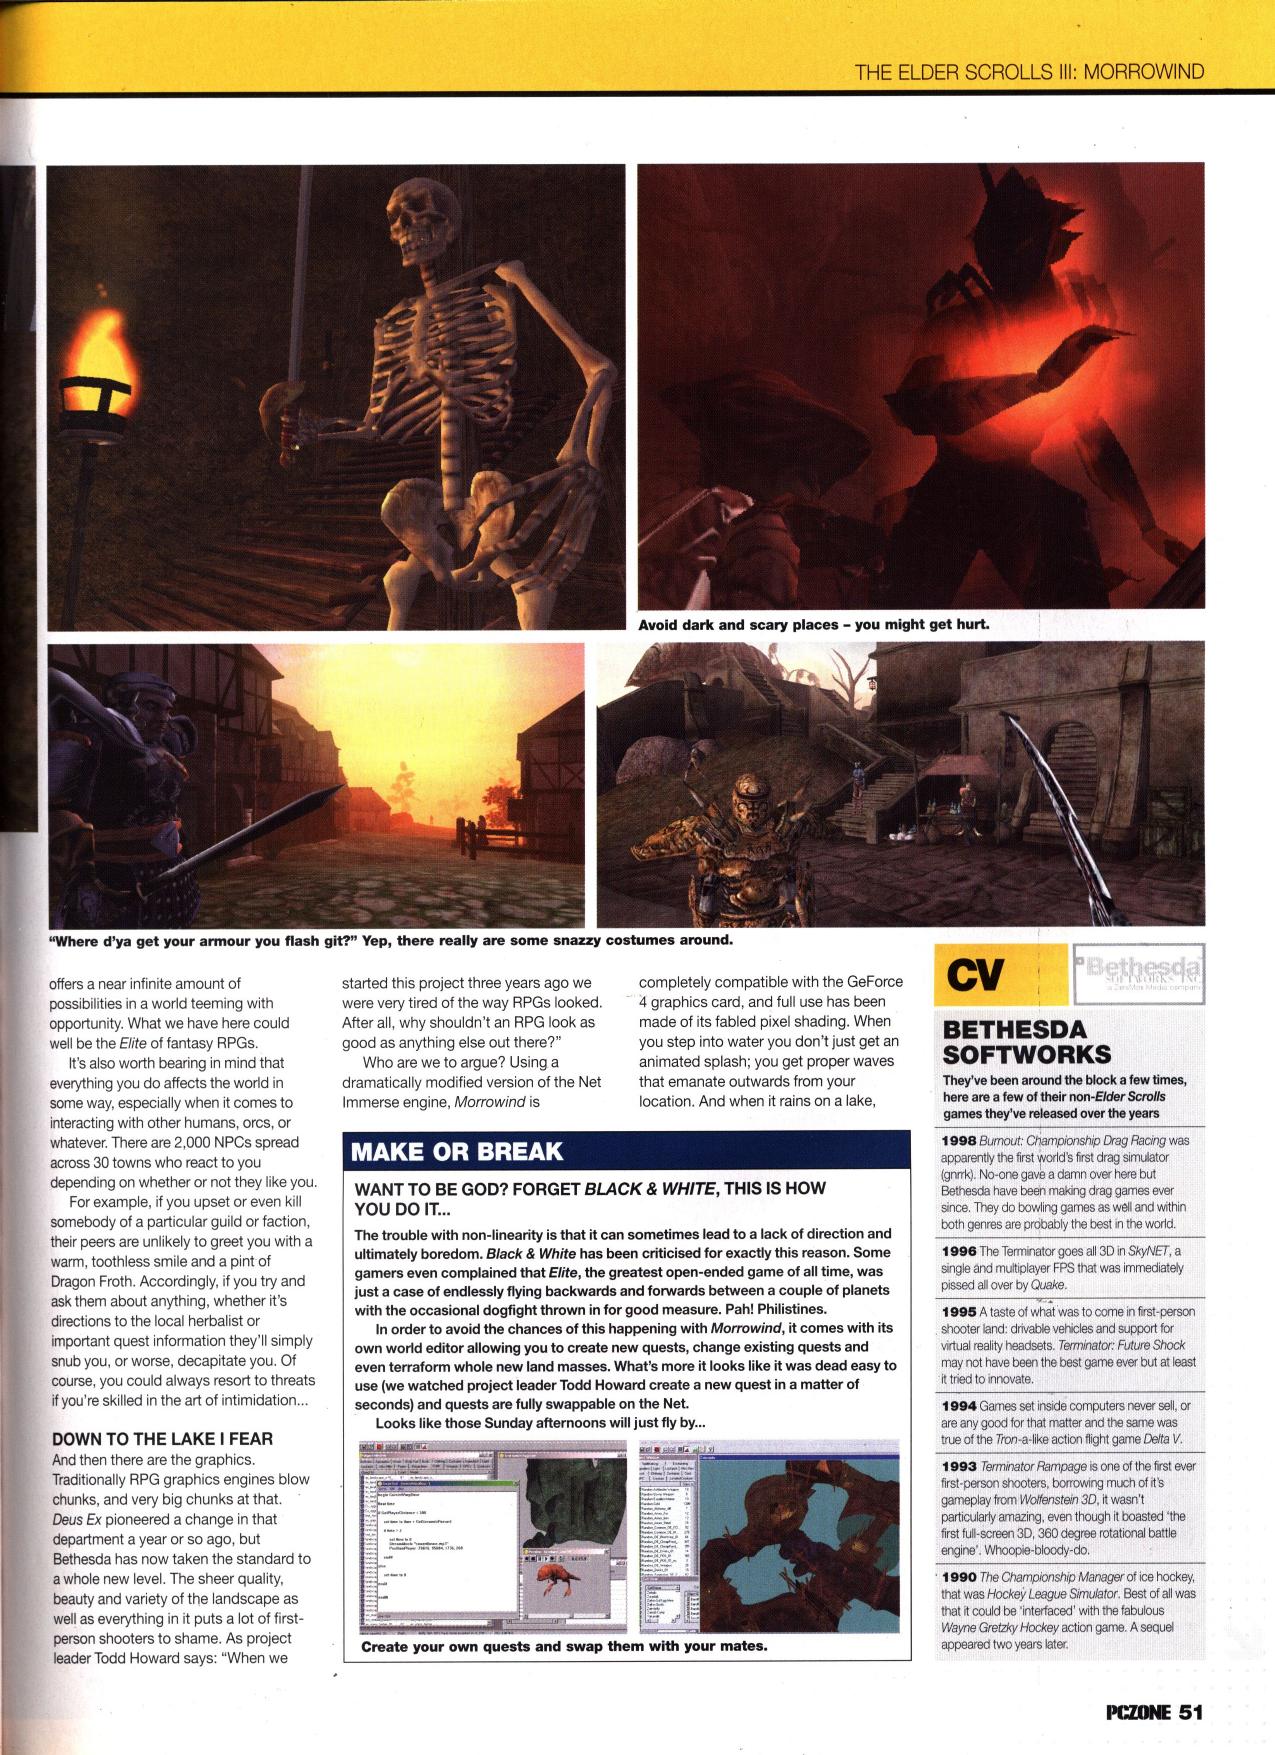 THE ELDER SCROLLS III: MORROWIND
Avoid dark and scary places – you might get hurt.
“Where d’ya get your armour you flash git?” Yep, there really are some snazzy costumes around.
offers a near infinite amount of
possibilities in a world teeming with
opportunity. What we have here could
well be the Elite of fantasy RPGs.
It’s also worth bearing in mind that
everything you do affects the world in
some way, especially when it comes to
interacting with other humans, orcs, or
whatever. There are 2,000 NPCs spread
across 30 towns who react to you
depending on whether or not they like you.
For example, if you upset or even kill
somebody of a particular guild or faction,
their peers are unlikely to greet you with a
warm, toothless smile and a pint of
Dragon Froth. Accordingly, if you try and
ask them about anything, whether it’s
directions to the local herbalist or
important quest information they’ll simply
snub you, or worse, decapitate you. Of
course, you could always resort to threats
if you’re skilled in the art of intimidation...
DOWN TO THE LAKE I FEAR
And then there are the graphics.
Traditionally RPG graphics engines blow
chunks, and very big chunks at that.
Deus Ex pioneered a change in that
department a year or so ago, but
Bethesda has now taken the standard to
a whole new level. The sheer quality,
beauty and variety of the landscape as
well as everything in it puts a lot of first-
person shooters to shame. As project
leader Todd Howard says: “When we
started this project three years ago we
were very tired of the way RPGs looked.
After all, why shouldn’t an RPG look as
good as anything else out there?”
Who are we to argue? Using a
dramatically modified version of the Net
Immerse engine, Morrowind is
completely compatible with the GeForce
4 graphics card, and full use has been
made of its fabled pixel shading. When
you step into water you don’t just get an
animated splash; you get proper waves
that emanate outwards from your
location. And when it rains on a lake,
MAKE OR BREAK
WANT TO BE GOD? FORGET BLACK & WHITE, THIS IS HOW
YOU DO IT...
The trouble with non-linearity is that it can sometimes lead to a lack of direction and
ultimately boredom. Black & White has been criticised for exactly this reason. Some
gamers even complained that Elite, the greatest open-ended game of all time, was
just a case of endlessly flying backwards and forwards between a couple of planets
with the occasional dogfight thrown in for good measure. Pah! Philistines.
In order to avoid the chances of this happening with Morrowind, it comes with its
own world editor allowing you to create new quests, change existing quests and
even terraform whole new land masses. What’s more it looks like it was dead easy to
use (we watched project leader Todd Howard create a new quest in a matter of
seconds) and quests are fully swappable on the Net.
Looks like those Sunday afternoons will just fly by...
Create your own quests and swap them with your mates.
CV
Bethesda
SOFTWORKS INC.
a ZeniMax Media company
BETHESDA
SOFTWORKS
They’ve been around the block a few times,
here are a few of their non-Elder Scrolls
games they’ve released over the years
1998 Burnout: Championship Drag Racing was
apparently the first world’s first drag simulator
(gnrrk). No-one gave a damn over here but
Bethesda have been making drag games ever
since. They do bowling games as well and within
both genres are probably the best in the world.
1996 The Terminator goes all 3D in SkyNET, a
single and multiplayer FPS that was immediately
pissed all over by Quake.
1995 A taste of what was to come in first-person
shooter land: drivable vehicles and support for
virtual reality headsets. Terminator: Future Shock
may not have been the best game ever but at least
it tried to innovate.
1994 Games set inside computers never sell, or
are any good for that matter and the same was
true of the Tron-a-like action flight game Delta V.
1993 Terminator Rampage is one of the first ever
first-person shooters, borrowing much of it’s
gameplay from Wolfenstein 3D, it wasn’t
particularly amazing, even though it boasted ‘the
first full-screen 3D, 360 degree rotational battle
engine’. Whoopie-bloody-do.
1990 The Championship Manager of ice hockey,
that was Hockey League Simulator. Best of all was
that it could be ‘interfaced’ with the fabulous
Wayne Gretzky Hockey action game. A sequel
appeared two years later.
PCZONE 51